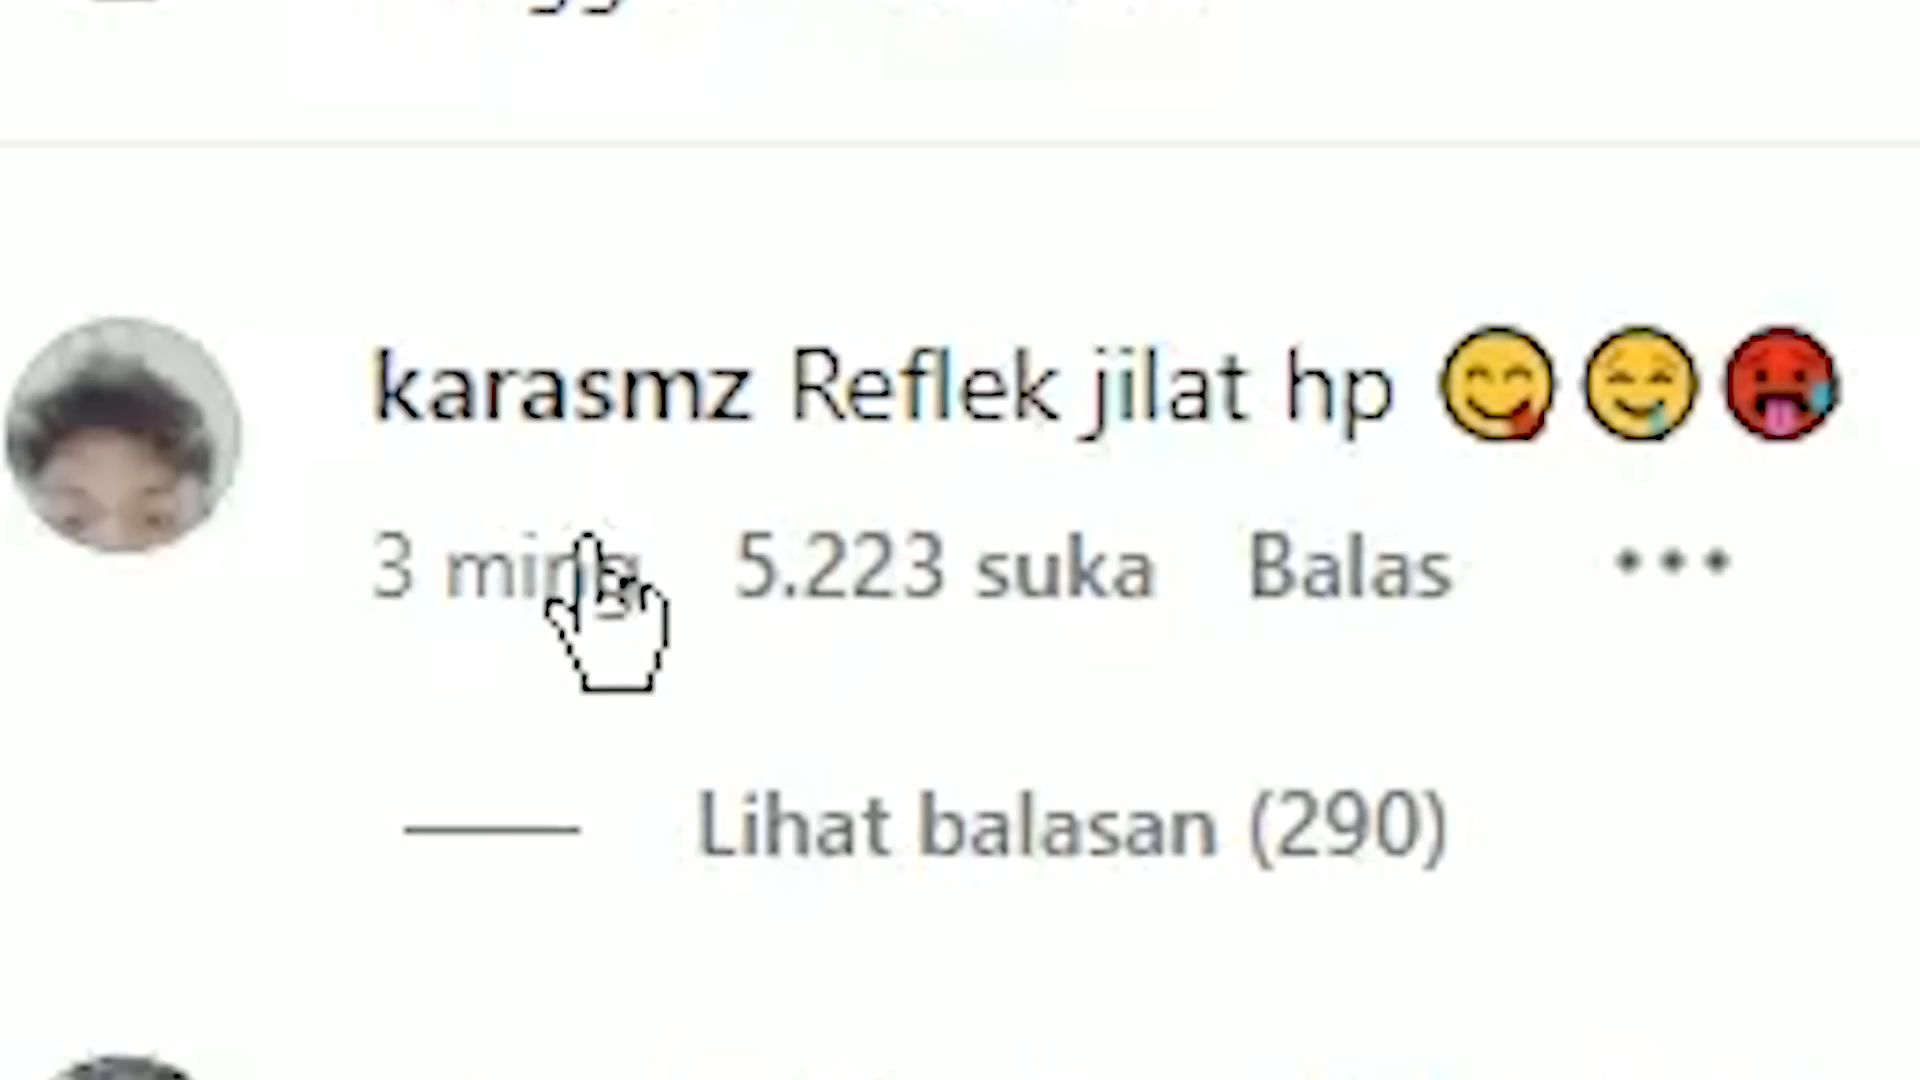 karasmz Reflek jilat hp 😋🤤🥵
3 ming 5.223 suka Balas •••
Lihat balasan (290)